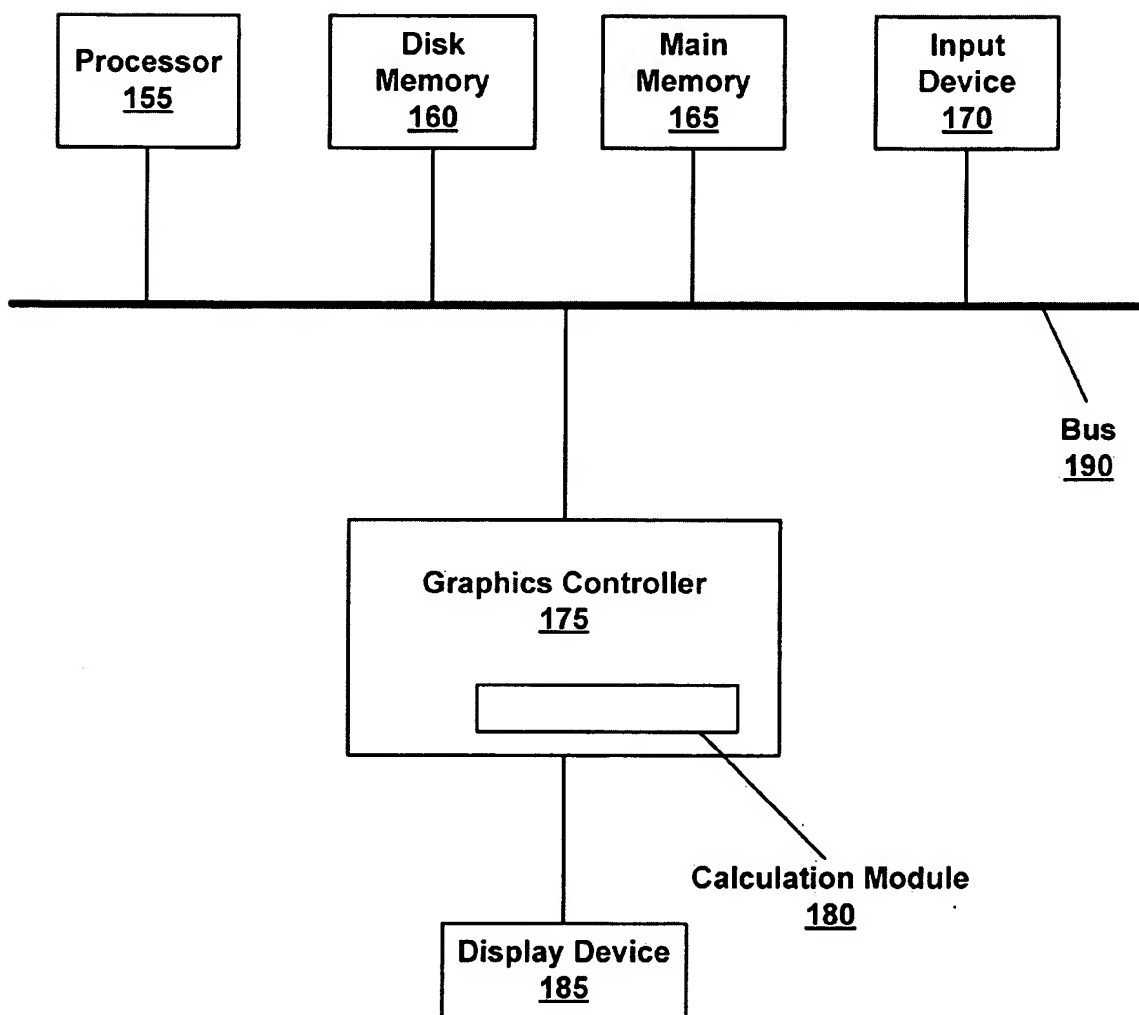 Processor
155
Disk
Memory
160
Main
Memory
165
Input
Device
170
Bus
190
Graphics Controller
175
Calculation Module
180
Display Device
185